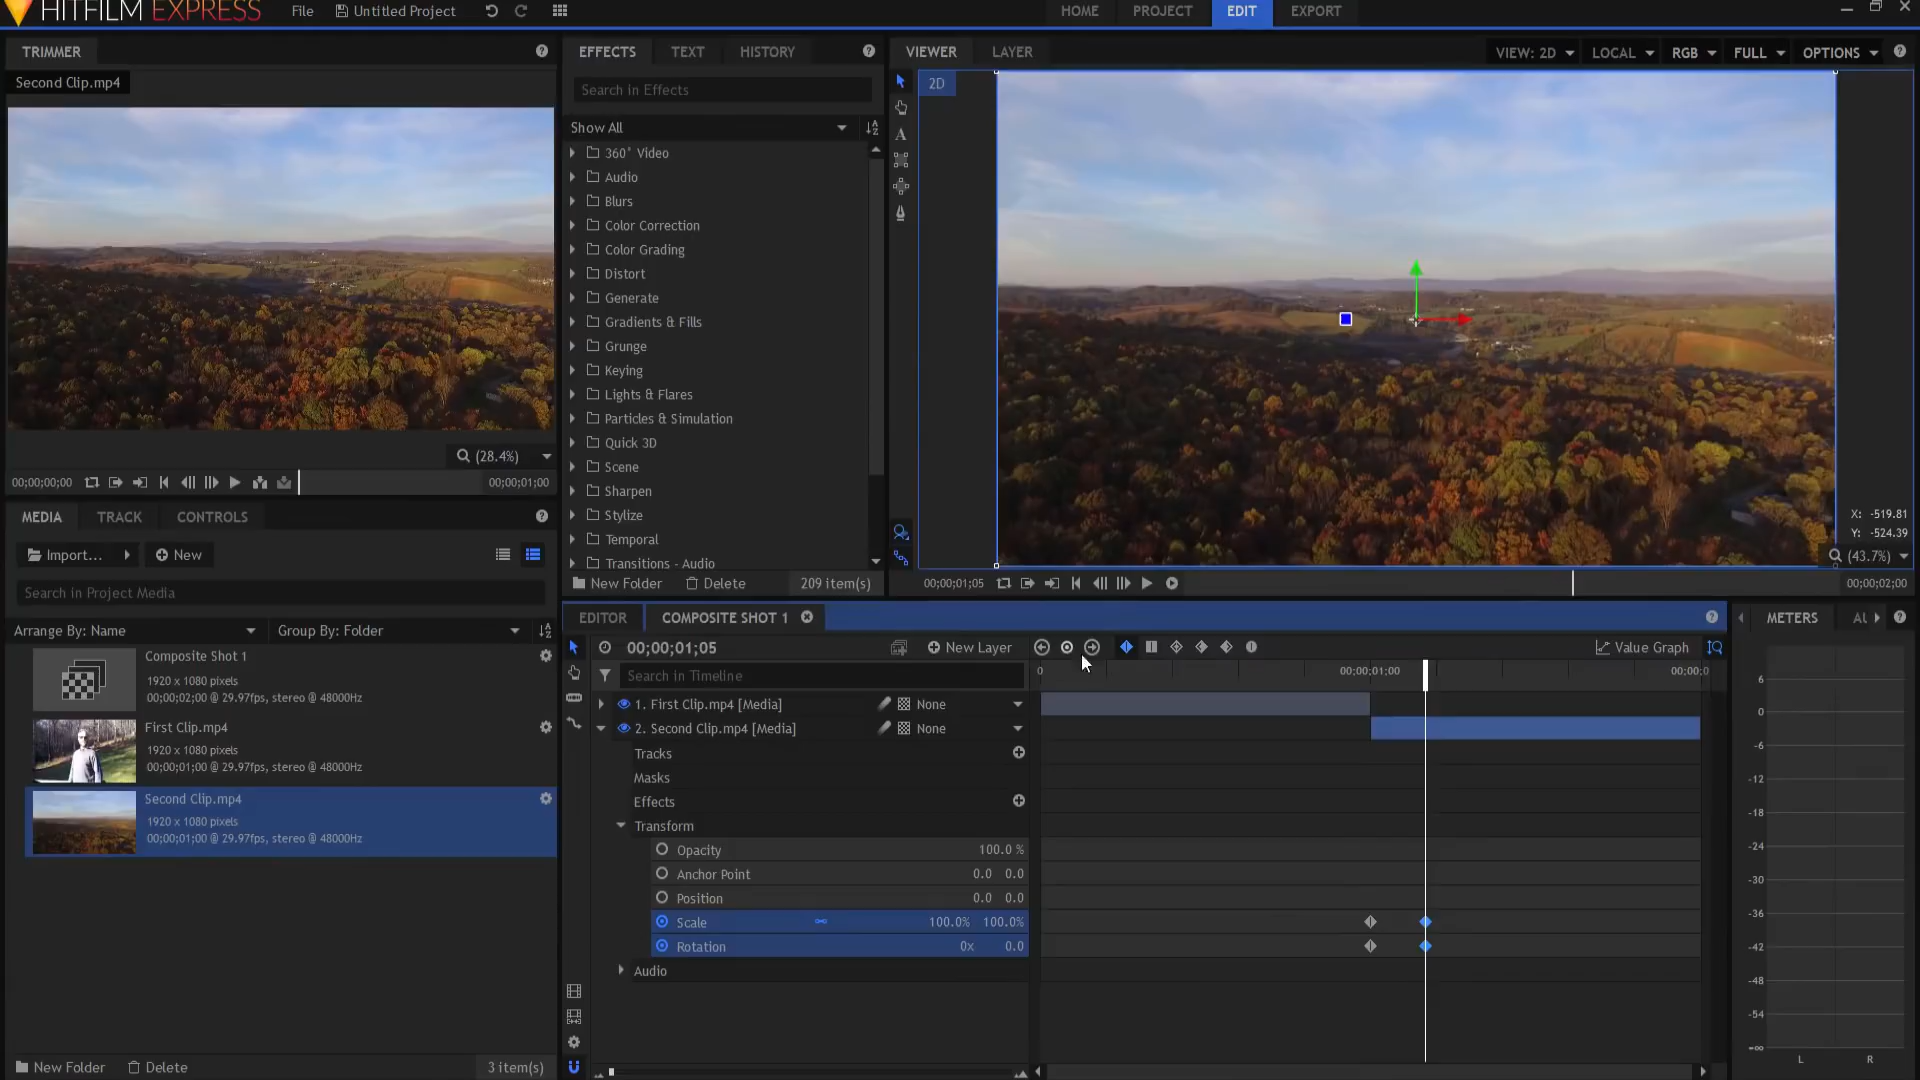 HITFILM EXPRESS
File
Untitled Project
HOME
PROJECT
EDIT
EXPORT
TRIMMER
Second Clip.mp4
(28.4%)
00;00;00;00
00;00;01;00
MEDIA
TRACK
CONTROLS
Import...
New
Search in Project Media
Arrange By: Name
Group By: Folder
Composite Shot 1
1920 x 1080 pixels
00;00;02;00 @ 29.97fps, stereo @ 48000Hz
First Clip.mp4
1920 x 1080 pixels
00;00;01;00 @ 29.97fps, stereo @ 48000Hz
Second Clip.mp4
1920 x 1080 pixels
00;00;01;00 @ 29.97fps, stereo @ 48000Hz
New Folder
Delete
3 item(s)
EFFECTS
TEXT
HISTORY
Search in Effects
Show All
360° Video
Audio
Blurs
Color Correction
Color Grading
Distort
Generate
Gradients & Fills
Grunge
Keying
Lights & Flares
Particles & Simulation
Quick 3D
Scene
Sharpen
Stylize
Temporal
Transitions - Audio
New Folder
Delete
209 item(s)
VIEWER
LAYER
VIEW: 2D
LOCAL
RGB
FULL
OPTIONS
2D
A
X: -519.81
Y: -524.39
(43.7%)
00;00;01;05
00;00;02;00
EDITOR
COMPOSITE SHOT 1
00;00;01;05
New Layer
Value Graph
Search in Timeline
0
00;00;01;00
00;00;0
1. First Clip.mp4 [Media]
None
2. Second Clip.mp4 [Media]
None
Tracks
Masks
Effects
Transform
Opacity
100.0 %
Anchor Point
0.0 0.0
Position
0.0 0.0
Scale
100.0% 100.0%
Rotation
0x 0.0
Audio
METERS
AU
6
0
-6
-12
-18
-24
-30
-36
-42
-48
-54
-∞
L
R